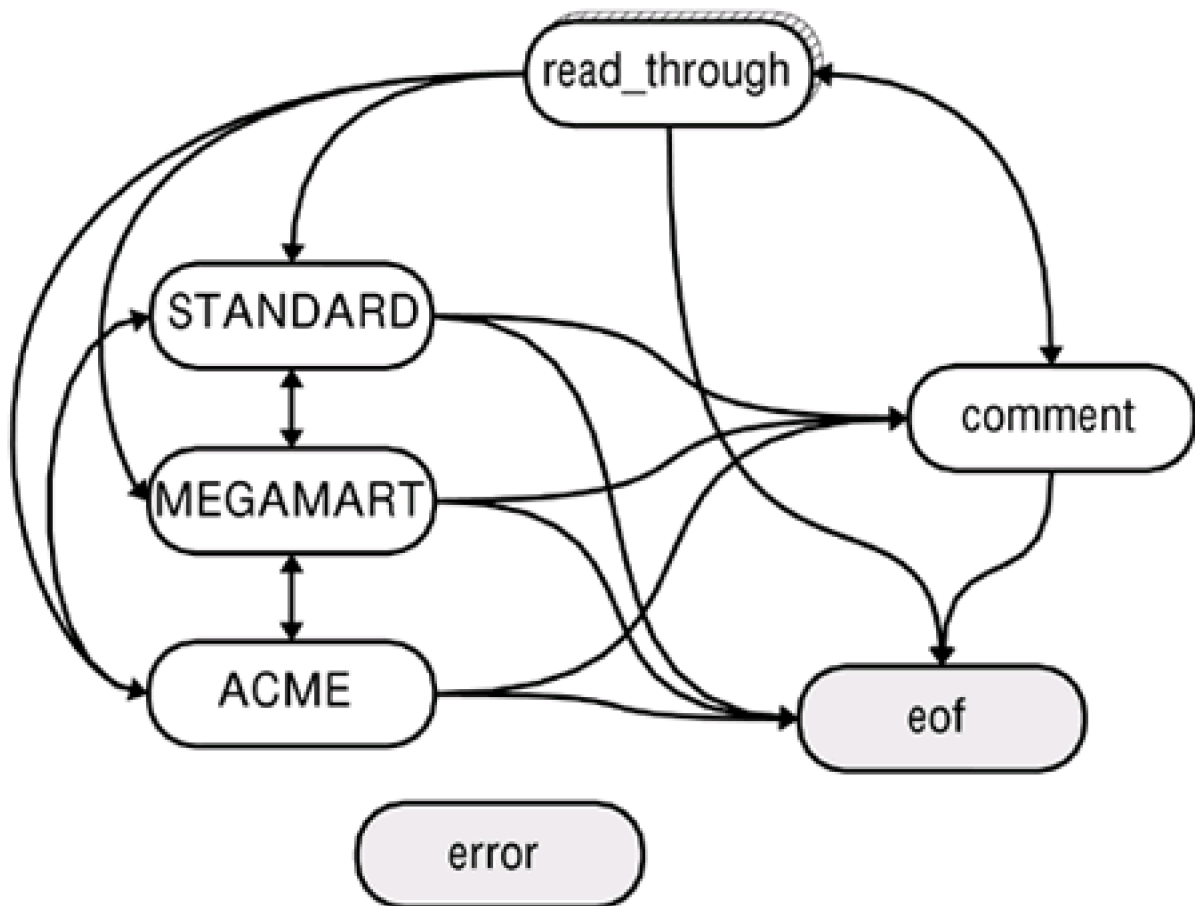 read_through
STANDARD
comment
MEGAMART
ACME
eof
error